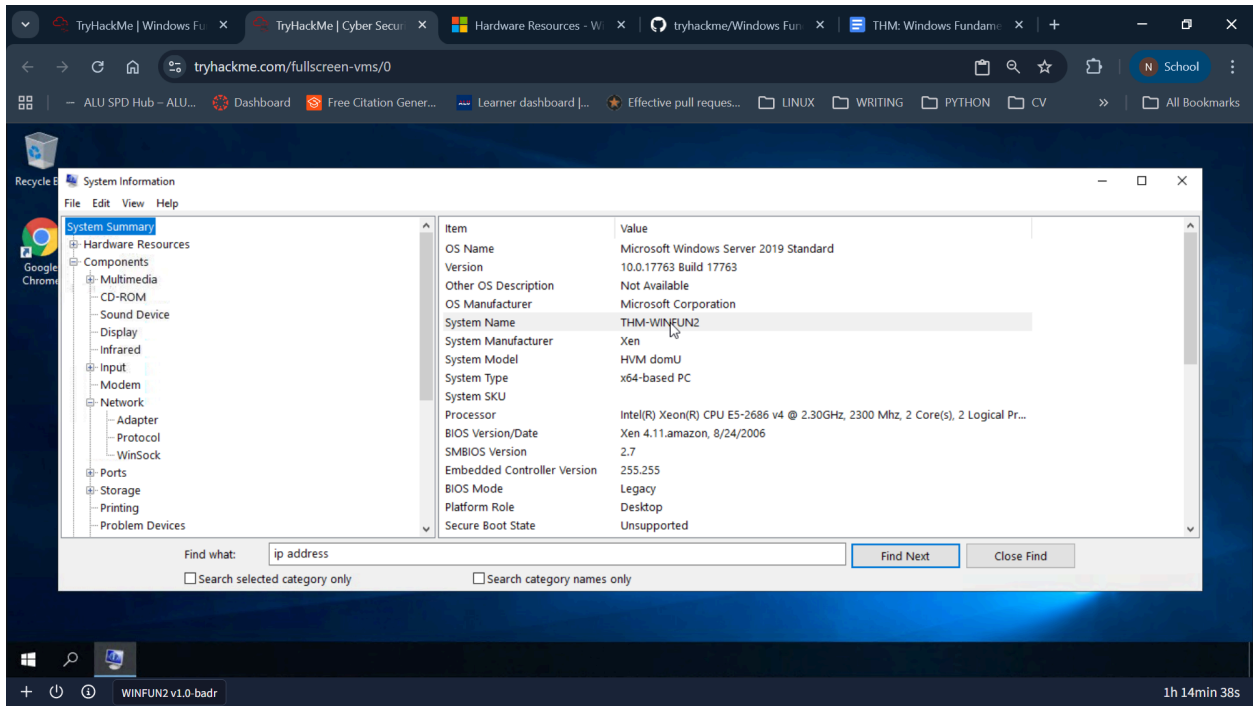 TryHackMe | Windows Fu
TryHackMe | Cyber Secur
Hardware Resources - Wi
tryhackme/Windows Fun
THM: Windows Fundame
tryhackme.com/fullscreen-vms/0
N School
ALU SPD Hub – ALU...
Dashboard
Free Citation Gener...
Learner dashboard |...
Effective pull reques...
LINUX
WRITING
PYTHON
CV
»
All Bookmarks
Recycle B
Google Chrome
System Information
File Edit View Help
System Summary
Hardware Resources
Components
Multimedia
CD-ROM
Sound Device
Display
Infrared
Input
Modem
Network
Adapter
Protocol
WinSock
Ports
Storage
Printing
Problem Devices
Item Value
OS Name Microsoft Windows Server 2019 Standard
Version 10.0.17763 Build 17763
Other OS Description Not Available
OS Manufacturer Microsoft Corporation
System Name THM-WINFUN2
System Manufacturer Xen
System Model HVM domU
System Type x64-based PC
System SKU
Processor Intel(R) Xeon(R) CPU E5-2686 v4 @ 2.30GHz, 2300 Mhz, 2 Core(s), 2 Logical Pr...
BIOS Version/Date Xen 4.11.amazon, 8/24/2006
SMBIOS Version 2.7
Embedded Controller Version 255.255
BIOS Mode Legacy
Platform Role Desktop
Secure Boot State Unsupported
Find what: ip address Find Next Close Find
Search selected category only Search category names only
WINFUN2 v1.0-badr
1h 14min 38s